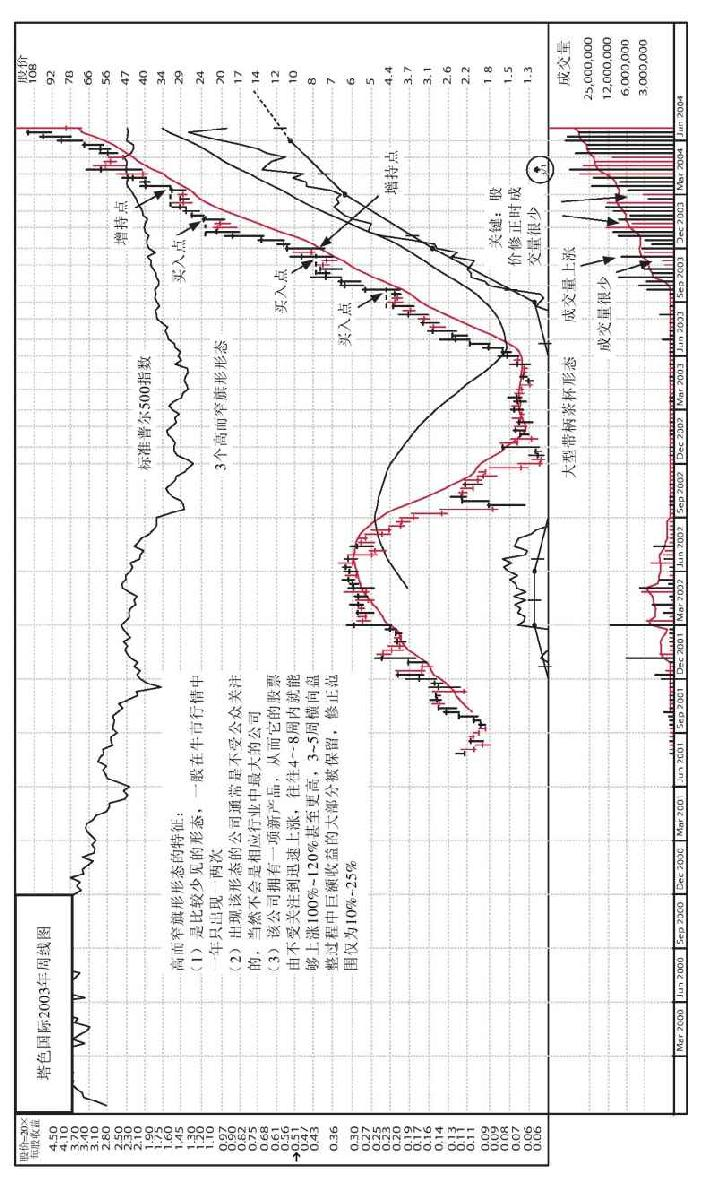 塔色国际2003年周线图
股价
108
92
78
66
56
47
40
34
29
24
20
17
14
12
10
8
7
6
5
4.4
3.7
3.1
2.6
2.2
1.8
1.5
1.3
成交量
25,000,000
12,000,000
6,000,000
3,000,000
标准普尔500指数
3个高而窄旗形形态
增持点
买入点
买入点
增持点
买入点
关键:股
价修正时成
交量很少
成交量上涨
成交量很少
大型带柄茶杯形态
高而窄旗形形态的特征:
(1)是比较少见的形态,一般在牛市行情中
一年只出现一两次
(2)出现该形态的公司通常是不受公众关注
的,当然不会是相应行业中最大的公司
(3)该公司拥有一项新产品,从而它的股票
由不受关注到迅速上涨,往往4~8周内就能
够上涨100%~120%甚至更高,3~5周横向盘
整过程中巨额收益的大部分被保留,修正范
围仅为10%~25%
股价=20×
每股收益
4.50
4.10
3.70
3.40
3.10
2.80
2.50
2.30
2.10
1.90
1.75
1.60
1.45
1.30
1.20
1.10
0.97
0.90
0.82
0.75
0.68
0.61
0.56
0.51
0.47
0.43
0.36
0.30
0.27
0.25
0.23
0.20
0.19
0.17
0.16
0.14
0.13
0.11
0.11
0.09
0.09
0.08
0.07
0.06
0.06
Mar 2000
Jun 2000
Sep 2000
Dec 2000
Mar 2001
Jun 2001
Sep 2001
Dec 2001
Mar 2002
Jun 2002
Sep 2002
Dec 2002
Mar 2003
Jun 2003
Sep 2003
Dec 2003
Mar 2004
Jun 2004